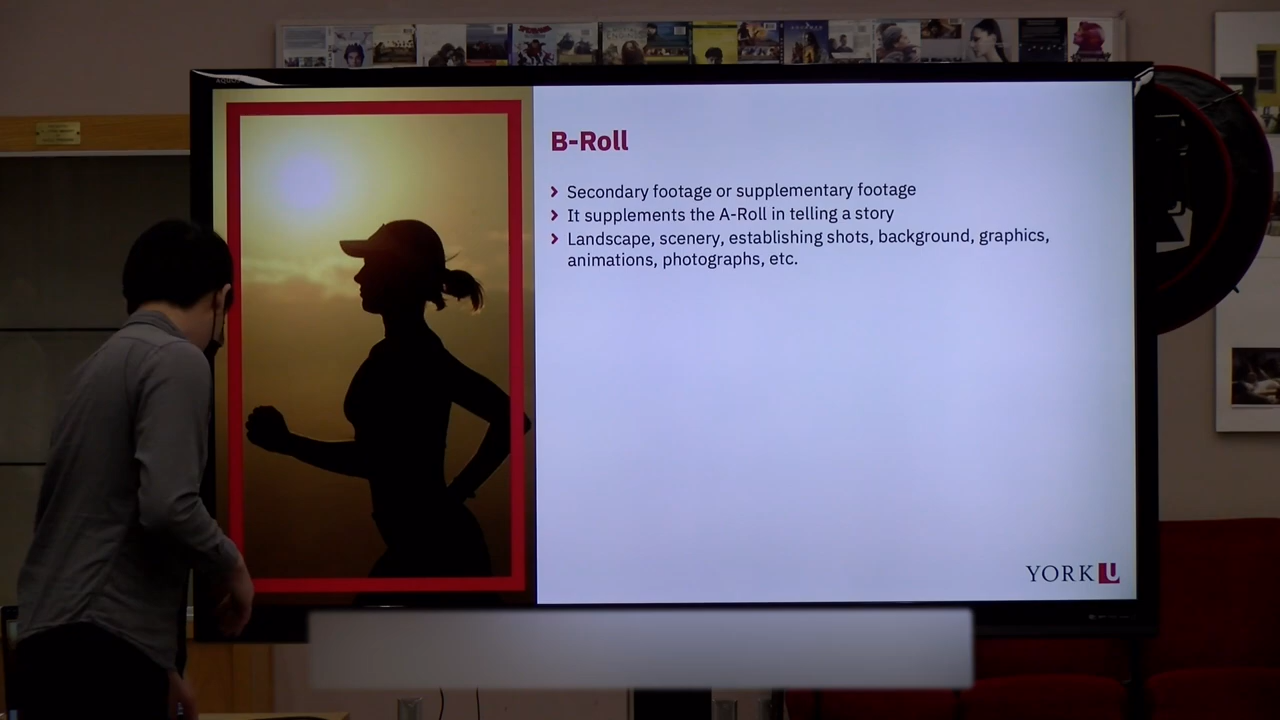 B-Roll
Secondary footage or supplementary footage
It supplements the A-Roll in telling a story
Landscape, scenery, establishing shots, background, graphics,
animations, photographs, etc.
YORK U